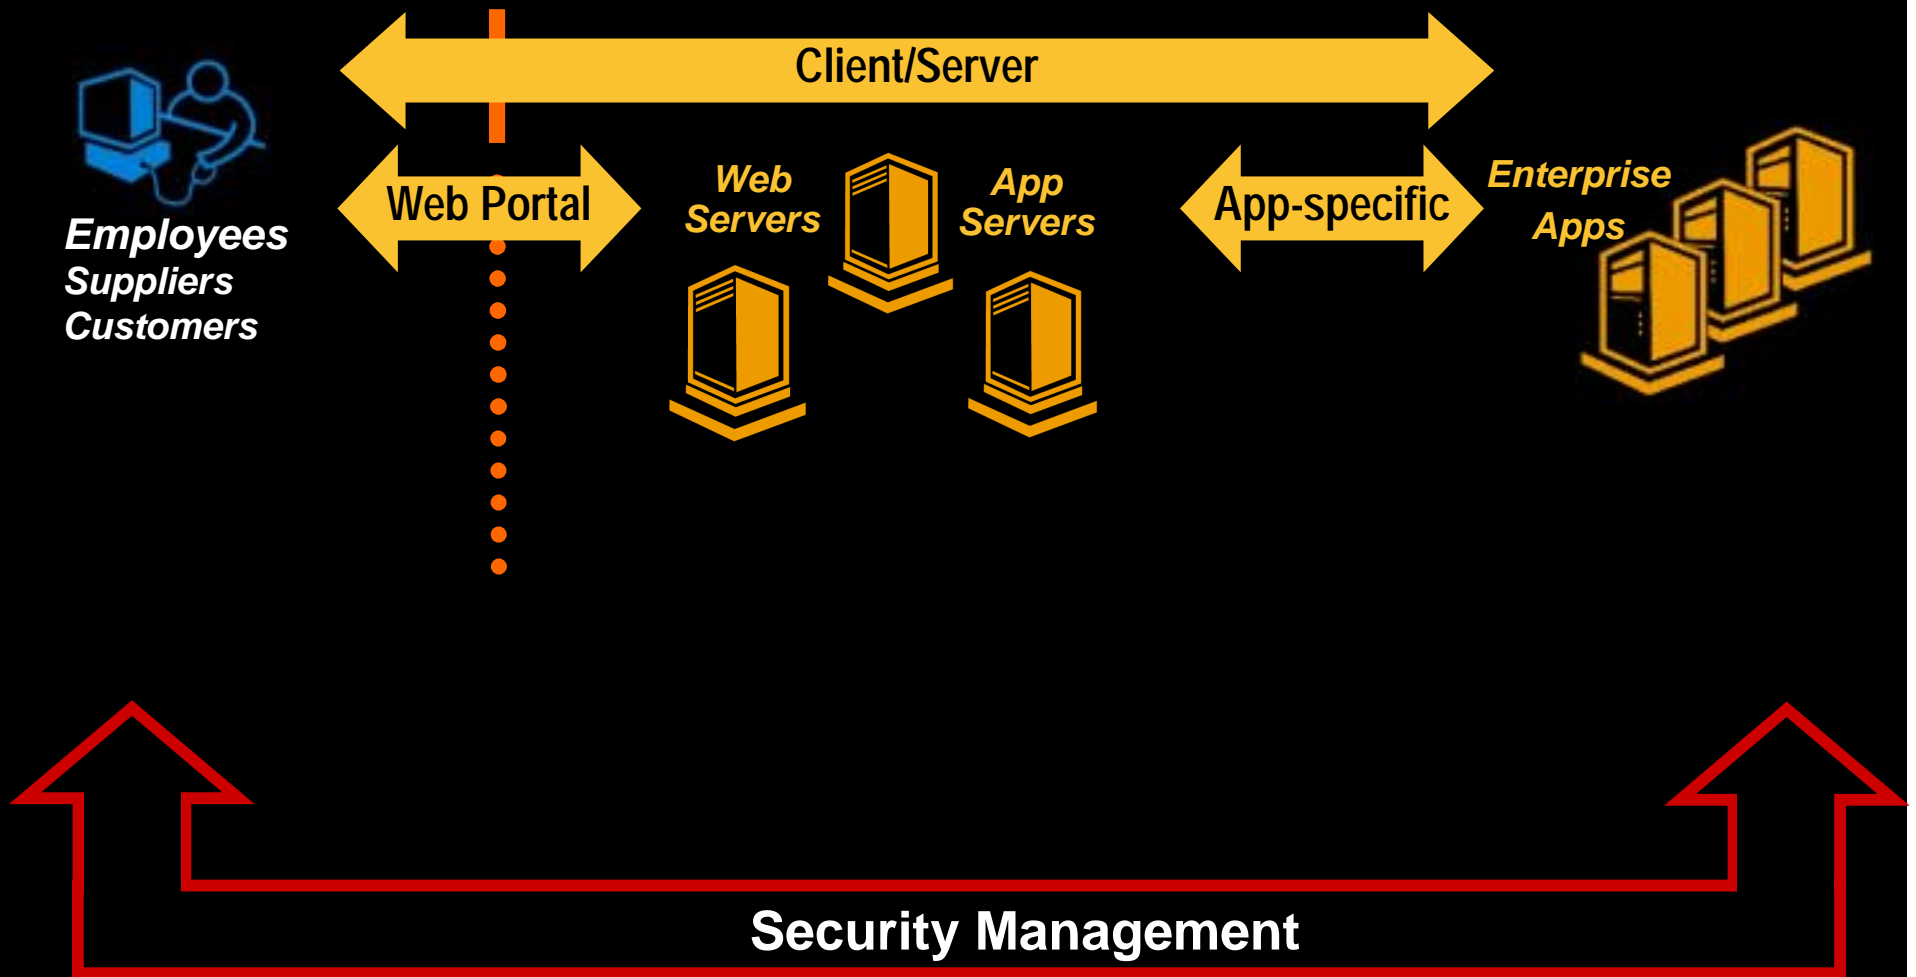 Client/Server
Web Portal
Web
Servers
App
Servers
App-specific
Enterprise
Apps
Employees
Suppliers
Customers
Security Management